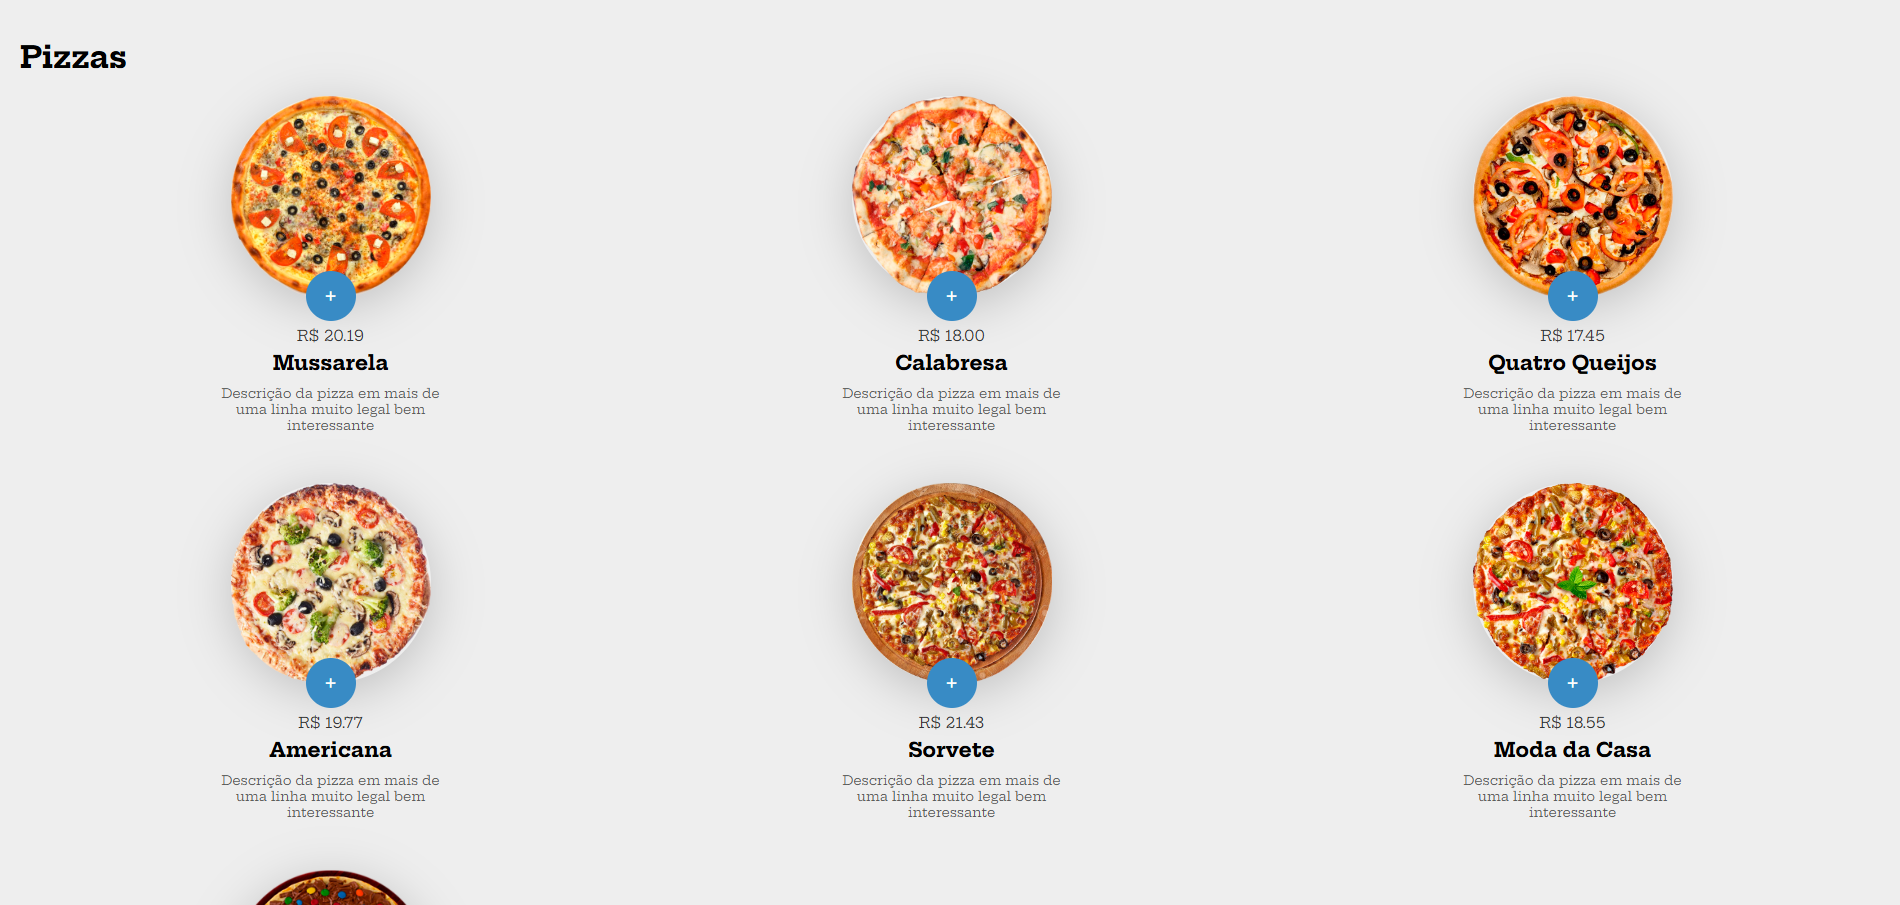 Pizzas
+
+
+
R$ 20.19
R$ 18.00
R$ 17.45
Mussarela
Calabresa
Quatro Queijos
Descrição da pizza em mais de
uma linha muito legal bem
interessante
Descrição da pizza em mais de
uma linha muito legal bem
interessante
Descrição da pizza em mais de
uma linha muito legal bem
interessante
+
+
+
R$ 19.77
R$ 21.43
R$ 18.55
Americana
Sorvete
Moda da Casa
Descrição da pizza em mais de
uma linha muito legal bem
interessante
Descrição da pizza em mais de
uma linha muito legal bem
interessante
Descrição da pizza em mais de
uma linha muito legal bem
interessante